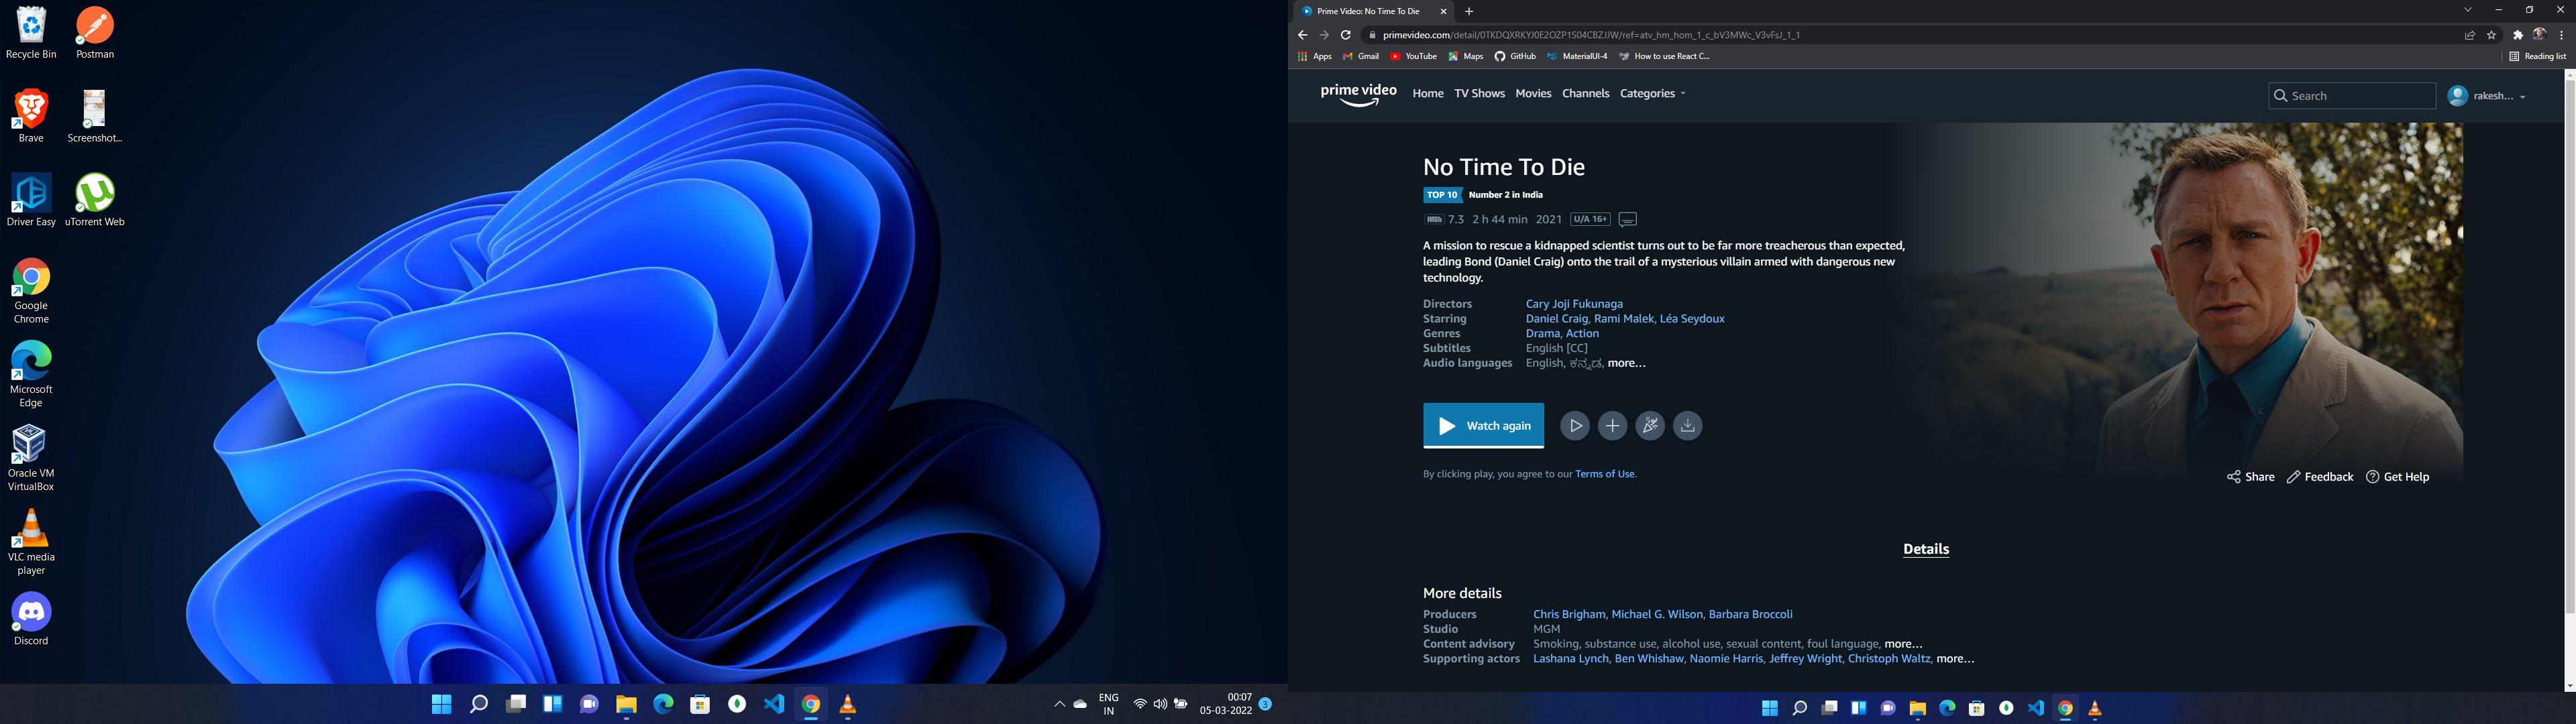 Recycle Bin
Postman
Brave
Screenshot...
Driver Easy
uTorrent Web
Google
Chrome
Microsoft
Edge
Oracle VM
VirtualBox
VLC media
player
Discord
ENG
IN
00:07
05-03-2022
3
Prime Video: No Time To Die
primevideo.com/detail/0TKDQXRKYJ0E2OZP1S04CBZJJW/ref=atv_hm_hom_1_c_bV3MWc_V3vFsJ_1_1
Apps Gmail YouTube Maps GitHub MaterialUI-4 How to use React C... Reading list
prime video Home TV Shows Movies Channels Categories Search rakesh...
No Time To Die
TOP 10 Number 2 in India
IMDb 7.3 2 h 44 min 2021 U/A 16+
A mission to rescue a kidnapped scientist turns out to be far more treacherous than expected,
leading Bond (Daniel Craig) onto the trail of a mysterious villain armed with dangerous new
technology.
Directors Cary Joji Fukunaga
Starring Daniel Craig, Rami Malek, Léa Seydoux
Genres Drama, Action
Subtitles English [CC]
Audio languages English, ಕನ್ನಡ, more...
Watch again
By clicking play, you agree to our Terms of Use.
Share Feedback Get Help
Details
More details
Producers Chris Brigham, Michael G. Wilson, Barbara Broccoli
Studio MGM
Content advisory Smoking, substance use, alcohol use, sexual content, foul language, more...
Supporting actors Lashana Lynch, Ben Whishaw, Naomie Harris, Jeffrey Wright, Christoph Waltz, more...